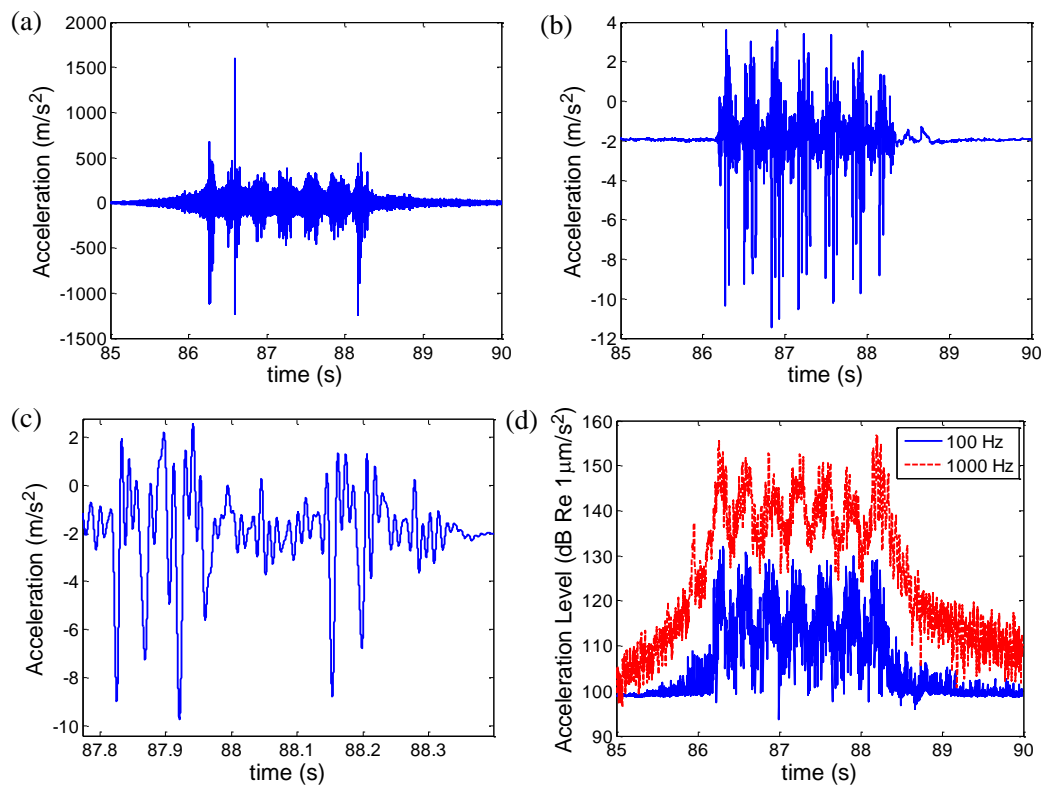 (a)
2000
1500
1000
500
0
-500
-1000
-1500
85 86 87 88 89 90
time (s)
Acceleration (m/s²)
(b)
4
2
0
-2
-4
-6
-8
-10
-12
85 86 87 88 89 90
time (s)
Acceleration (m/s²)
(c)
2
0
-2
-4
-6
-8
-10
87.8 87.9 88 88.1 88.2 88.3
time (s)
Acceleration (m/s²)
(d)
160
150
140
130
120
110
100
90
85 86 87 88 89 90
time (s)
Acceleration Level (dB Re 1μm/s²)
100 Hz
1000 Hz